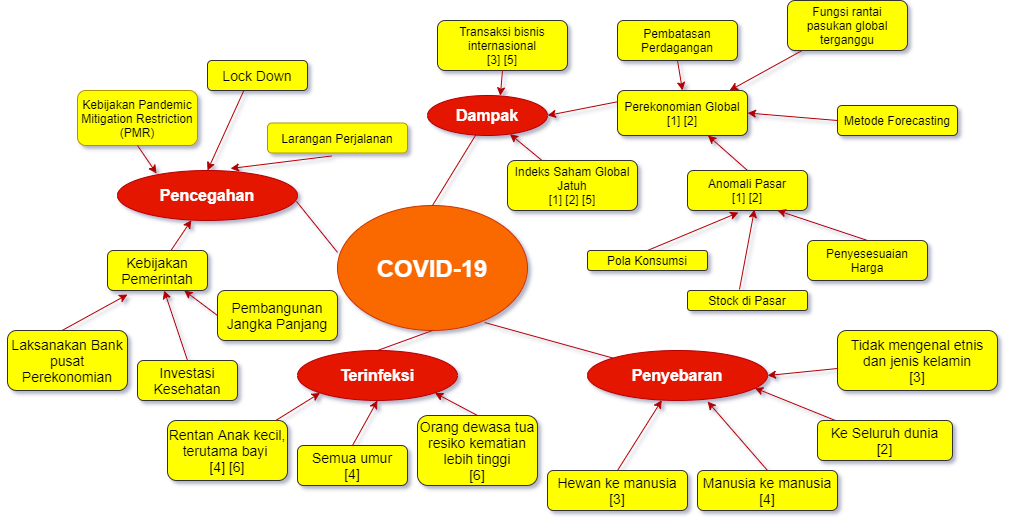 Transaksi bisnis
internasional
[3] [5]
Pembatasan
Perdagangan
Fungsi rantai
pasukan global
terganggu
Lock Down
Kebijakan Pandemic
Mitigation Restriction
(PMR)
Larangan Perjalanan
Dampak
Perekonomian Global
[1] [2]
Metode Forecasting
Pencegahan
Indeks Saham Global
Jatuh
[1] [2] [5]
Anomali Pasar
[1] [2]
COVID-19
Kebijakan
Pemerintah
Pola Konsumsi
Penyesesuaian
Harga
Stock di Pasar
Pembangunan
Jangka Panjang
Laksanakan Bank
pusat
Perekonomian
Investasi
Kesehatan
Terinfeksi
Penyebaran
Tidak mengenal etnis
dan jenis kelamin
[3]
Rentan Anak kecil,
terutama bayi
[4] [6]
Semua umur
[4]
Orang dewasa tua
resiko kematian
lebih tinggi
[6]
Ke Seluruh dunia
[2]
Hewan ke manusia
[3]
Manusia ke manusia
[4]